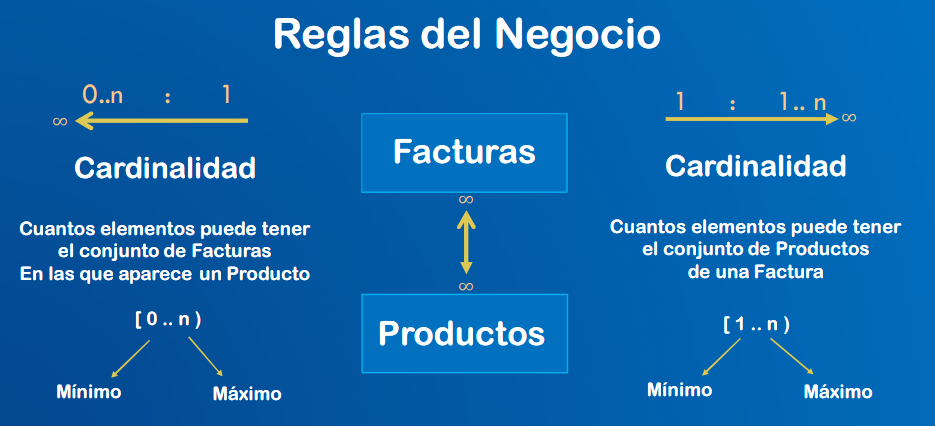 Reglas del Negocio
0..n : 1
∞
Cardinalidad
Cuantos elementos puede tener
el conjunto de Facturas
En las que aparece un Producto
[ 0 .. n )
Mínimo
Máximo
Facturas
∞
∞
Productos
1 : 1.. n
∞
Cardinalidad
Cuantos elementos puede tener
el conjunto de Productos
de una Factura
[ 1 .. n )
Mínimo
Máximo